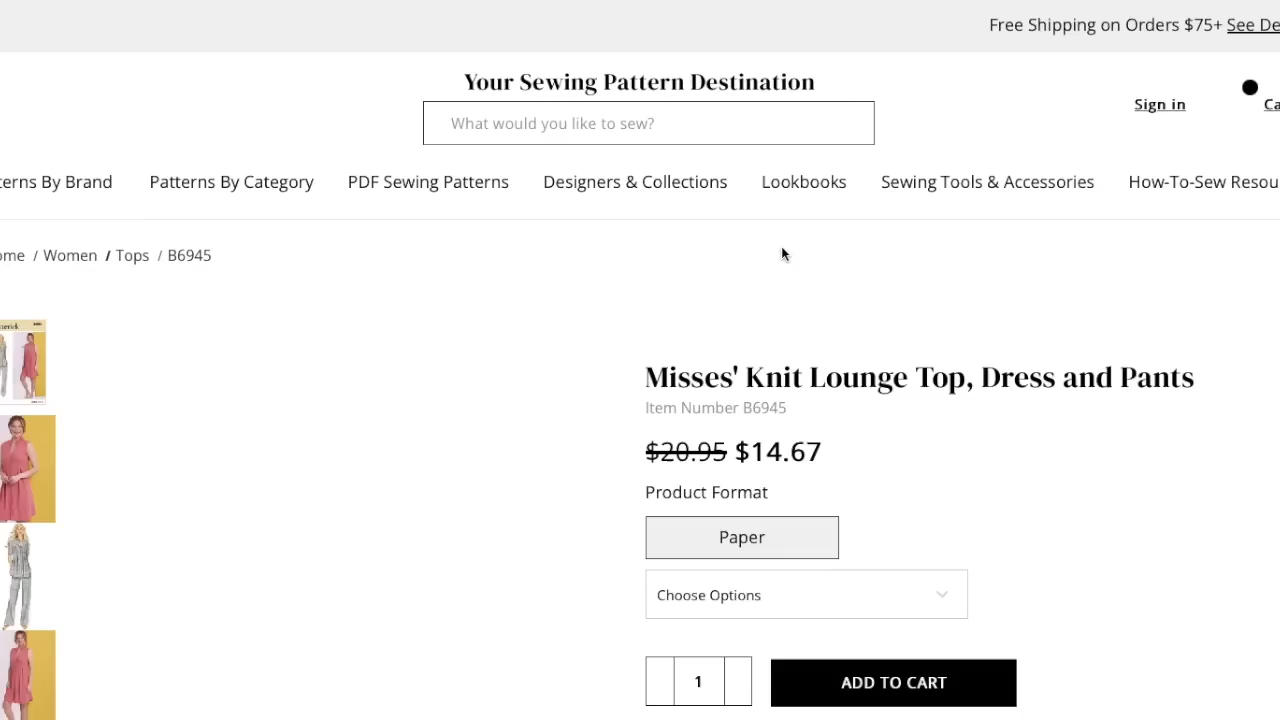 Free Shipping on Orders $75+ See De
Your Sewing Pattern Destination
What would you like to sew?
Sign in
Ca
terns By Brand
Patterns By Category
PDF Sewing Patterns
Designers & Collections
Lookbooks
Sewing Tools & Accessories
How-To-Sew Resou
ome / Women / Tops / B6945
Misses' Knit Lounge Top, Dress and Pants
Item Number B6945
$20.95 $14.67
Product Format
Paper
Choose Options
1
ADD TO CART